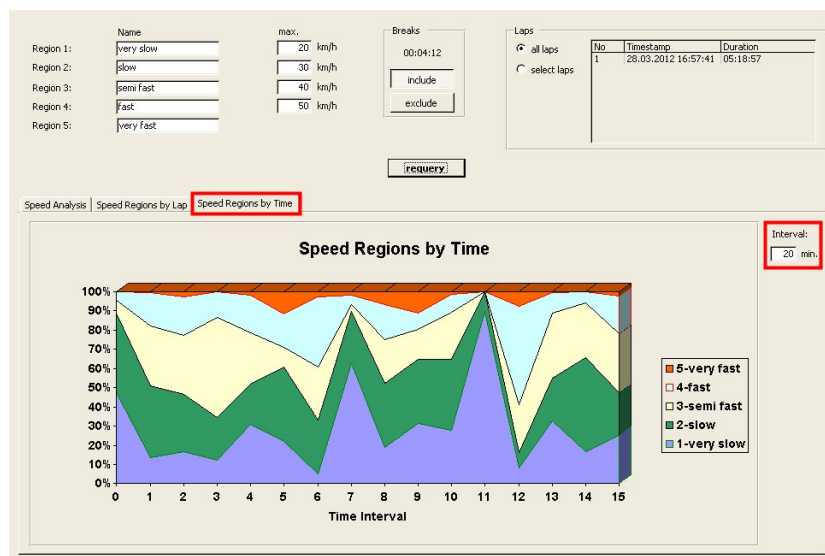 Name max. Breaks Laps
Region 1: very slow 20 km/h
Region 2: slow 30 km/h
Region 3: semi fast 40 km/h
Region 4: fast 50 km/h
Region 5: very fast
00:04:12
include
exclude
all laps
select laps
No Timestamp Duration
1 28.03.2012 16:57:41 05:18:57
requery
Speed Analysis Speed Regions by Lap Speed Regions by Time
Interval:
20 min.
Speed Regions by Time
100%
90%
80%
70%
60%
50%
40%
30%
20%
10%
0%
0 1 2 3 4 5 6 7 8 9 10 11 12 13 14 15
Time Interval
5-very fast
4-fast
3-semi fast
2-slow
1-very slow